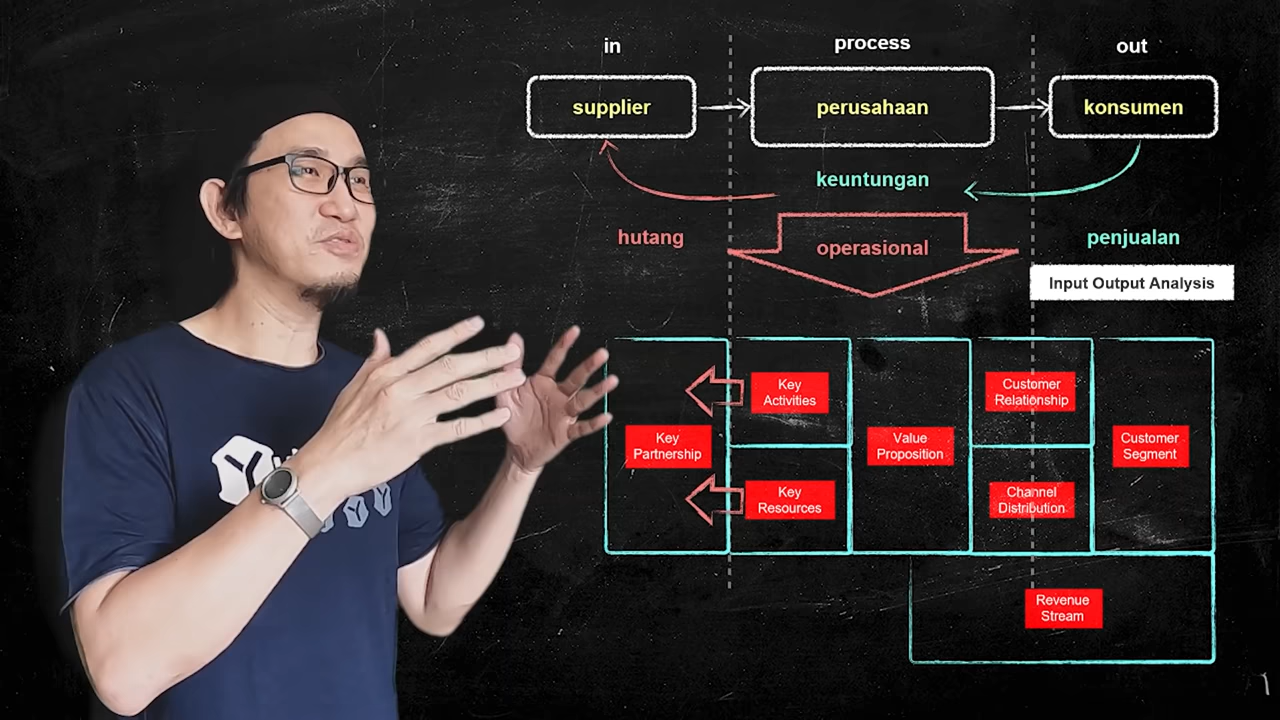 in
process
out
supplier
perusahaan
konsumen
keuntungan
hutang
operasional
penjualan
Input Output Analysis
Key
Activities
Customer
Relationship
Key
Partnership
Value
Proposition
Customer
Segment
Key
Resources
Channel
Distribution
Revenue
Stream